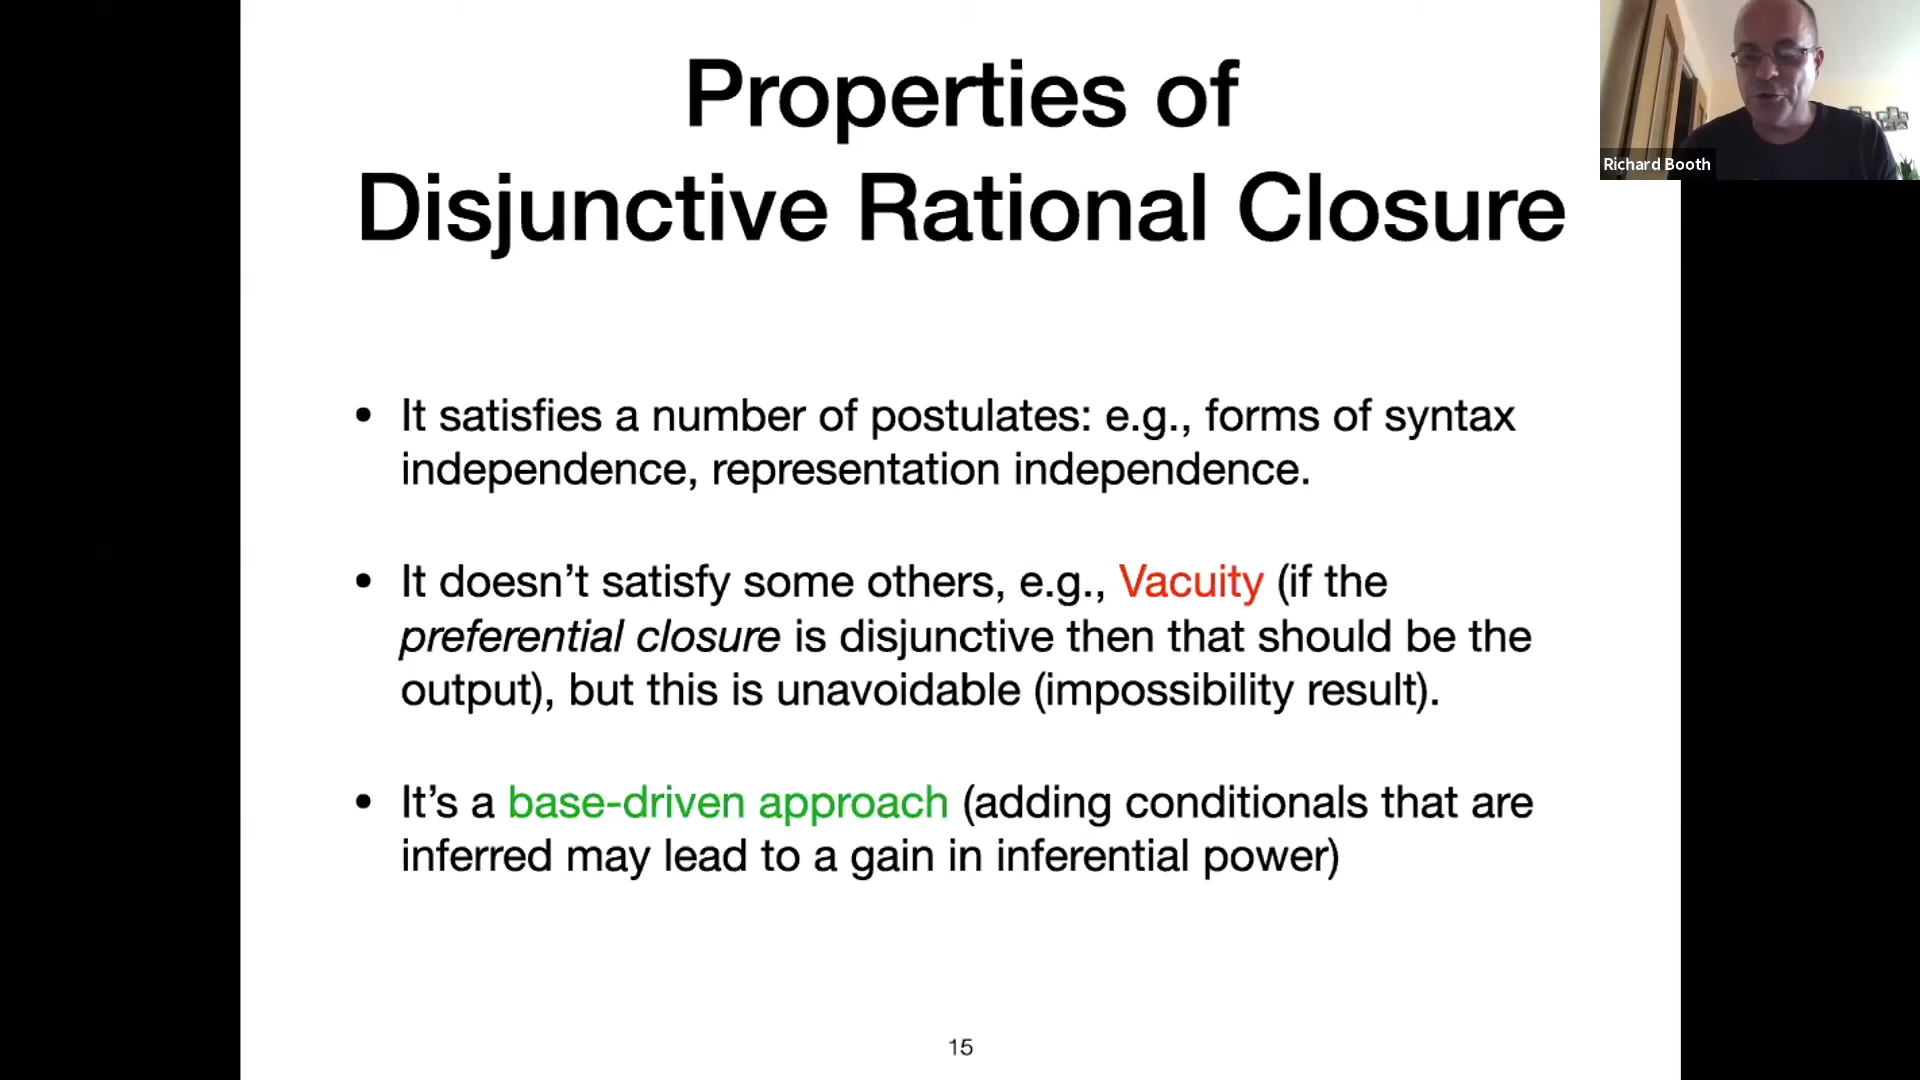 Properties of
Disjunctive Rational Closure
Richard Booth
• It satisfies a number of postulates: e.g., forms of syntax
independence, representation independence.
• It doesn’t satisfy some others, e.g., Vacuity (if the
preferential closure is disjunctive then that should be the
output), but this is unavoidable (impossibility result).
• It’s a base-driven approach (adding conditionals that are
inferred may lead to a gain in inferential power)
15